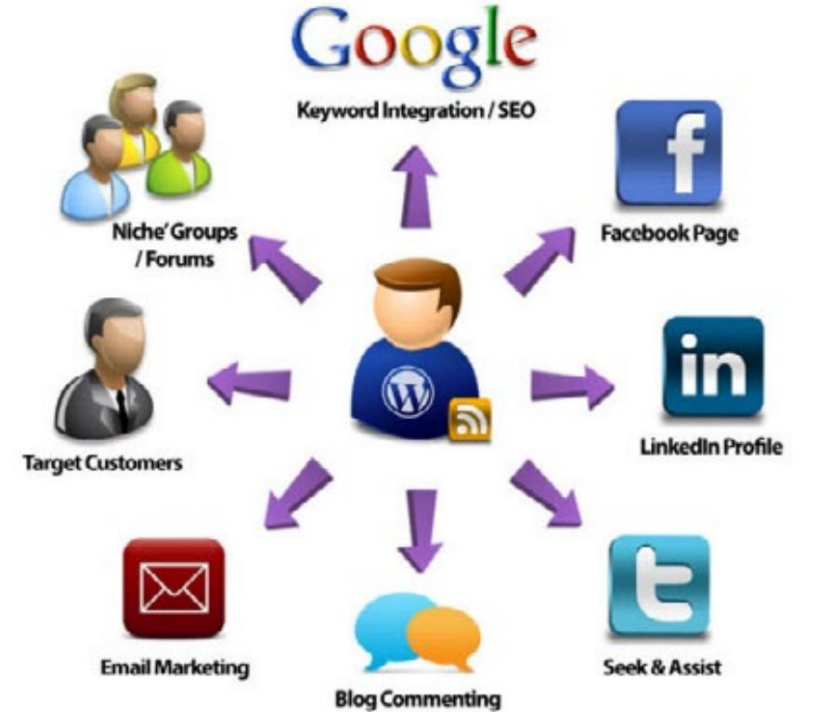 Google
Keyword Integration / SEO
f
Facebook Page
Niche' Groups
/ Forums
W
in
LinkedIn Profile
Target Customers
t
Seek & Assist
Email Marketing
Blog Commenting